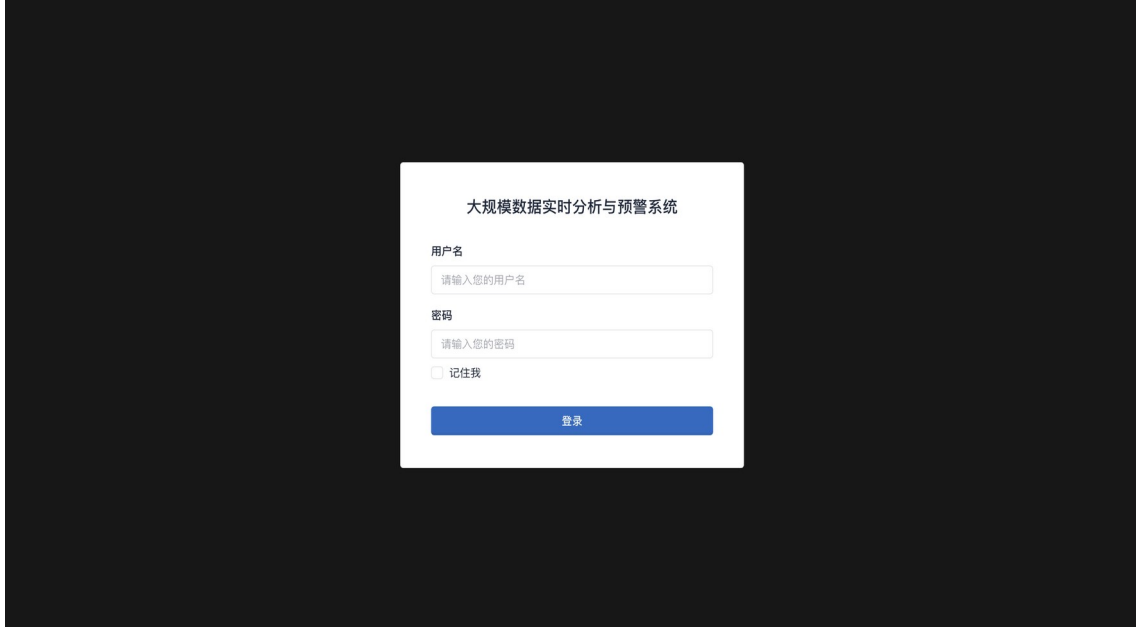 大规模数据实时分析与预警系统
用户名
请输入您的用户名
密码
请输入您的密码
记住我
登录